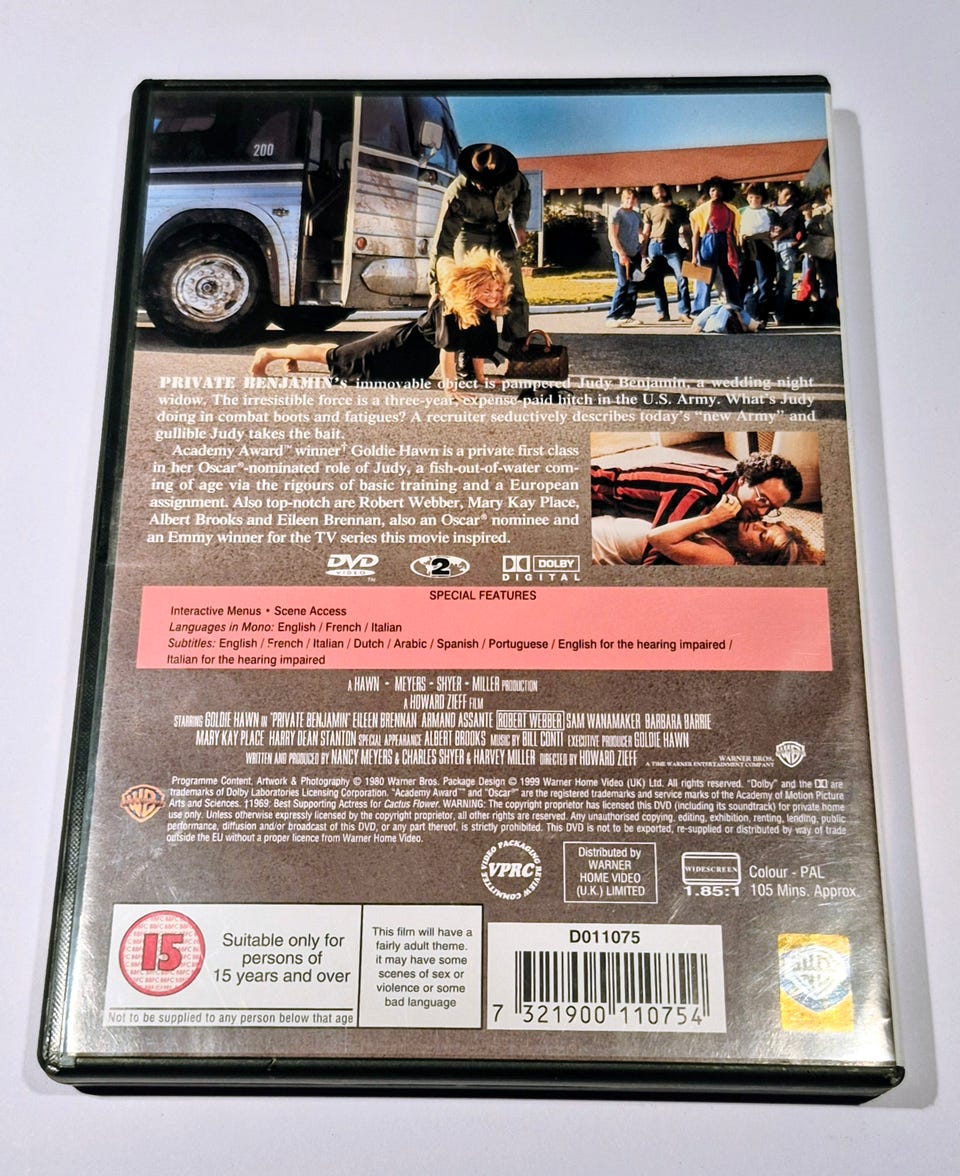 200
PRIVATE BENJAMIN's immovable object is pampered Judy Benjamin, a wedding night
widow. The irresistible force is a three-year, expense-paid hitch in the U.S. Army. What's Judy
doing in combat boots and fatigues? A recruiter seductively describes today's "new Army" and
gullible Judy takes the bait.
Academy Award™ winner† Goldie Hawn is a private first class
in her Oscar®-nominated role of Judy, a fish-out-of-water com-
ing of age via the rigours of basic training and a European
assignment. Also top-notch are Robert Webber, Mary Kay Place,
Albert Brooks and Eileen Brennan, also an Oscar® nominee and
an Emmy winner for the TV series this movie inspired.
DVD
VIDEO
TM
2
DOLBY
DIGITAL
SPECIAL FEATURES
Interactive Menus • Scene Access
Languages in Mono: English / French / Italian
Subtitles: English / French / Italian / Dutch / Arabic / Spanish / Portuguese / English for the hearing impaired /
Italian for the hearing impaired
A HAWN - MEYERS - SHYER - MILLER PRODUCTION
A HOWARD ZIEFF FILM
STARRING GOLDIE HAWN IN "PRIVATE BENJAMIN" EILEEN BRENNAN ARMAND ASSANTE ROBERT WEBBER SAM WANAMAKER BARBARA BARRIE
MARY KAY PLACE HARRY DEAN STANTON SPECIAL APPEARANCE ALBERT BROOKS MUSIC BY BILL CONTI EXECUTIVE PRODUCER GOLDIE HAWN
WRITTEN AND PRODUCED BY NANCY MEYERS & CHARLES SHYER & HARVEY MILLER DIRECTED BY HOWARD ZIEFF
WARNER BROS.
A TIME WARNER ENTERTAINMENT COMPANY
Programme Content, Artwork & Photography © 1980 Warner Bros. Package Design © 1999 Warner Home Video (UK) Ltd. All rights reserved. "Dolby" and the DD are
trademarks of Dolby Laboratories Licensing Corporation. "Academy Award™" and "Oscar®" are the registered trademarks and service marks of the Academy of Motion Picture
Arts and Sciences. †1969: Best Supporting Actress for Cactus Flower. WARNING: The copyright proprietor has licensed this DVD (including its soundtrack) for private home
use only. Unless otherwise expressly licensed by the copyright proprietor, all other rights are reserved. Any unauthorised copying, editing, exhibition, renting, lending, public
performance, diffusion and/or broadcast of this DVD, or any part thereof, is strictly prohibited. This DVD is not to be exported, re-supplied or distributed by way of trade
outside the EU without a proper licence from Warner Home Video.
VIDEO PACKAGING REVIEW COMMITTEE
VPRC
Distributed by
WARNER
HOME VIDEO
(U.K.) LIMITED
WIDESCREEN
1.85:1
Colour - PAL
105 Mins. Approx.
15
Suitable only for
persons of
15 years and over
Not to be supplied to any person below that age
This film will have a
fairly adult theme.
it may have some
scenes of sex or
violence or some
bad language
D011075
7 321900 110754